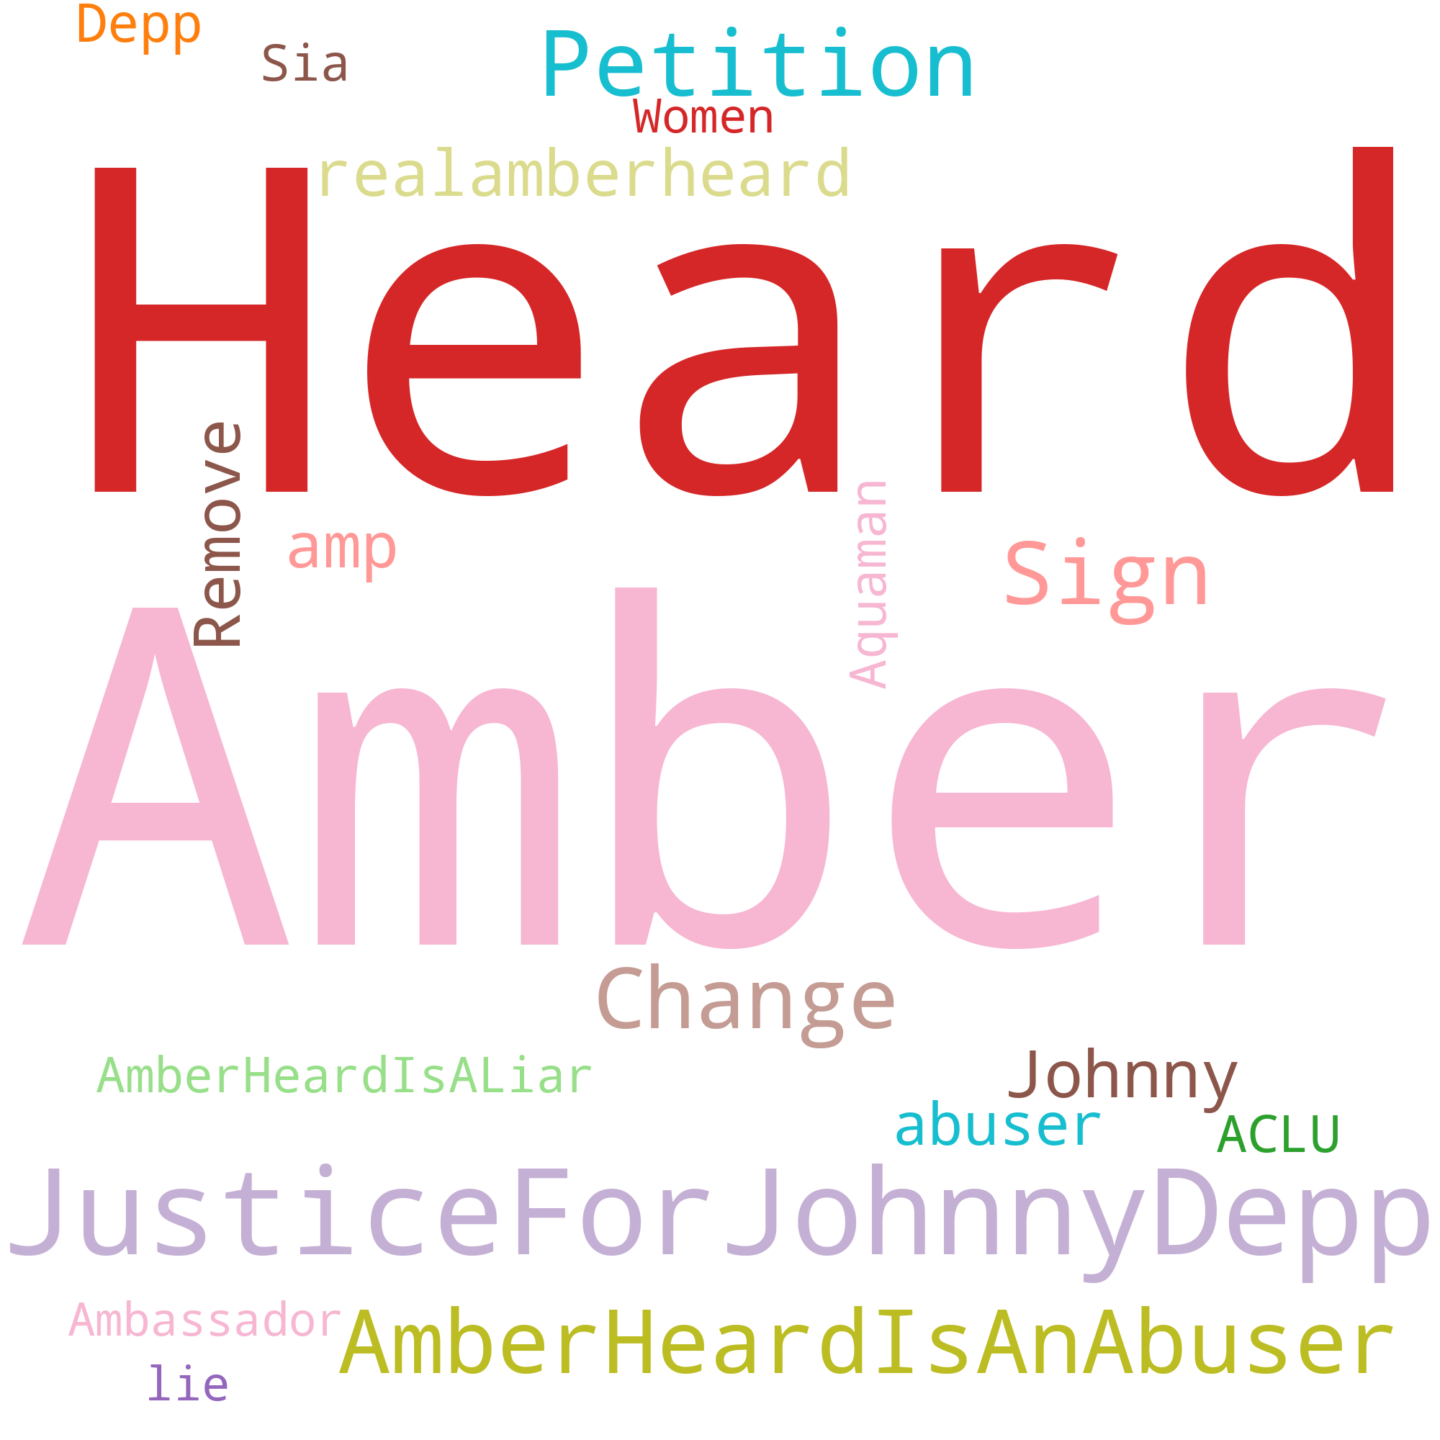 Depp
Sia
Petition
Women
realamberheard
Heard
Remove
amp
Aquaman
Sign
Amber
Change
AmberHeardIsALiar
Johnny
abuser
ACLU
JusticeForJohnnyDepp
Ambassador
AmberHeardIsAnAbuser
lie